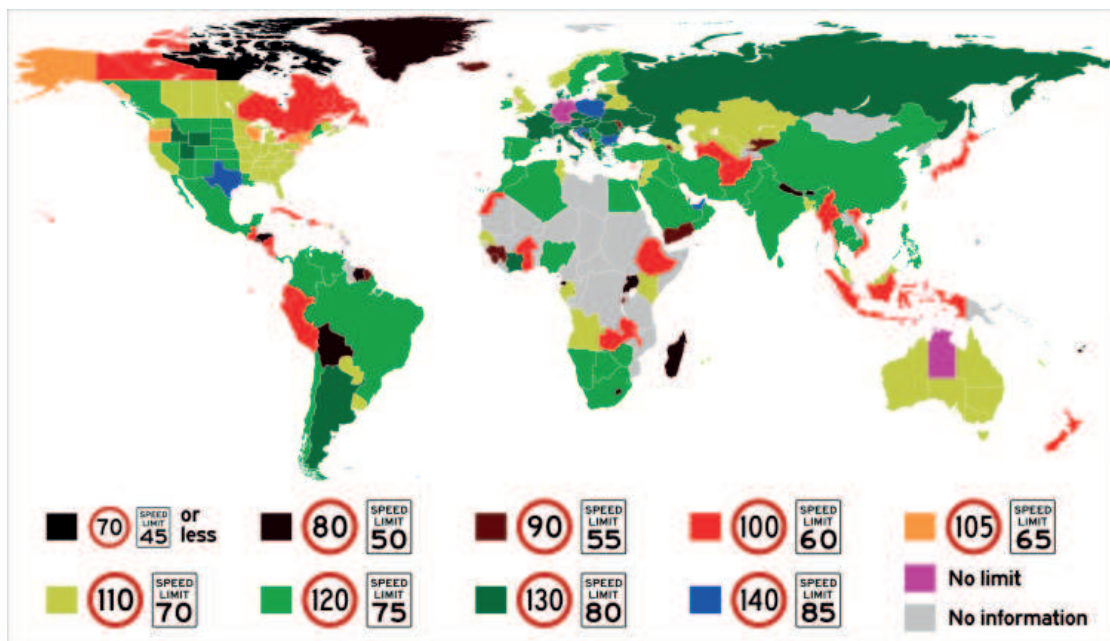 70 SPEED LIMIT 45 or less
80 SPEED LIMIT 50
90 SPEED LIMIT 55
100 SPEED LIMIT 60
105 SPEED LIMIT 65
110 SPEED LIMIT 70
120 SPEED LIMIT 75
130 SPEED LIMIT 80
140 SPEED LIMIT 85
No limit
No information